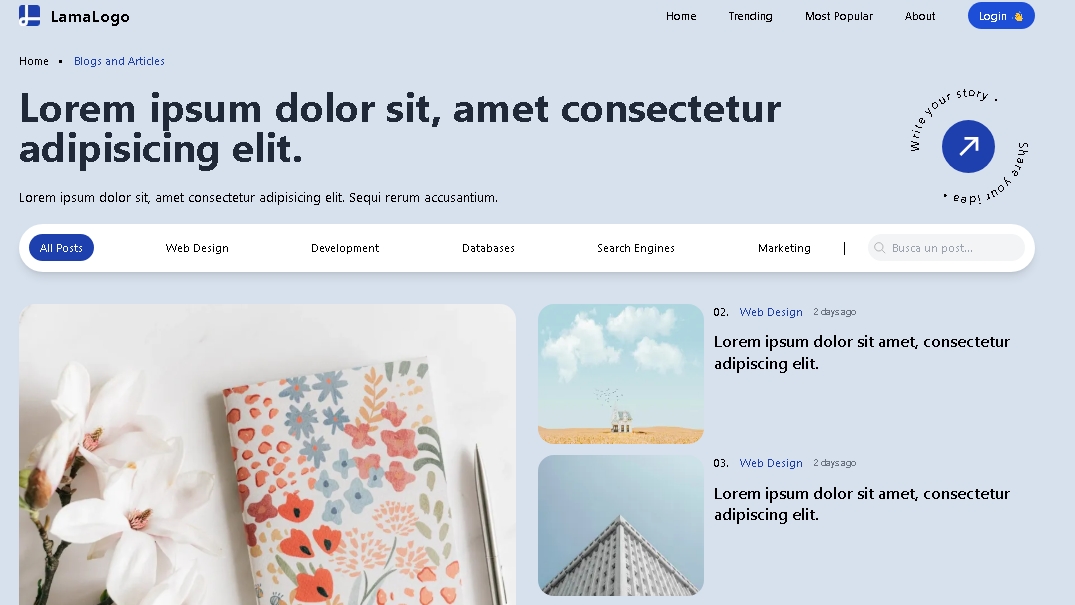 LamaLogo
Home Trending Most Popular About Login 👋
Home • Blogs and Articles
Lorem ipsum dolor sit, amet consectetur
adipisicing elit.
Write your story •
Share your idea •
Lorem ipsum dolor sit, amet consectetur adipisicing elit. Sequi rerum accusantium.
All Posts Web Design Development Databases Search Engines Marketing | Busca un post...
02. Web Design 2 days ago
Lorem ipsum dolor sit amet, consectetur
adipiscing elit.
03. Web Design 2 days ago
Lorem ipsum dolor sit amet, consectetur
adipiscing elit.